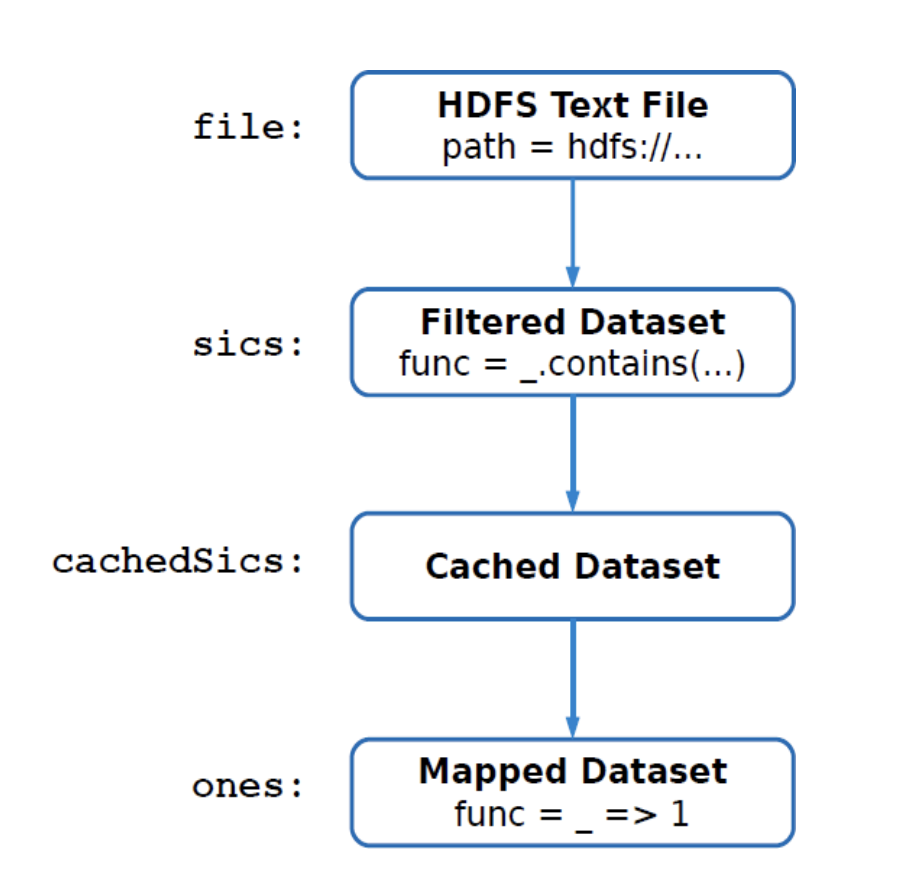 file:
HDFS Text File
path = hdfs://...
sics:
Filtered Dataset
func = _.contains(...)
cachedSics:
Cached Dataset
ones:
Mapped Dataset
func = _ => 1